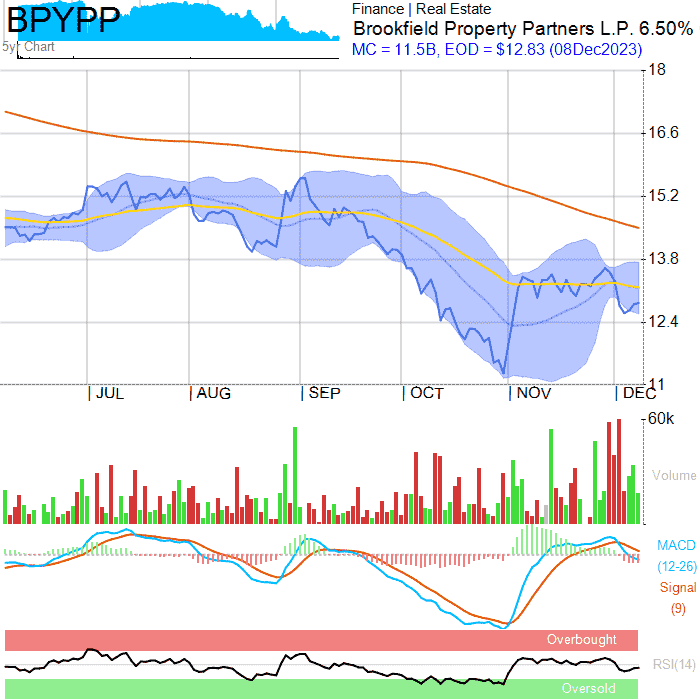 BPYPP
5yr Chart
Finance | Real Estate
Brookfield Property Partners L.P. 6.50%
MC = 11.5B, EOD = $12.83 (08Dec2023)
18
16.6
15.2
13.8
12.4
11
JUL AUG SEP OCT NOV DEC
60k
Volume
MACD
(12-26)
Signal
(9)
Overbought
RSI(14)
Oversold